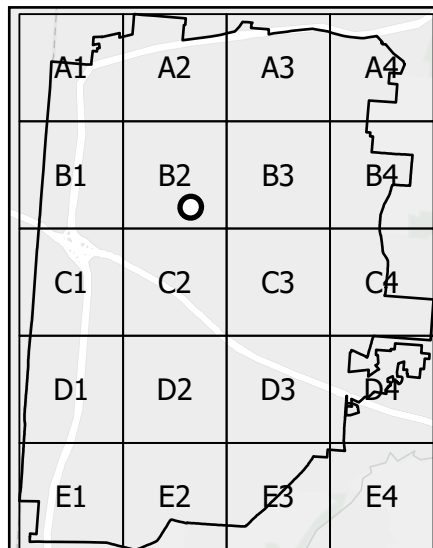 A1 A2 A3 A4
B1 B2 B3 B4
C1 C2 C3 C4
D1 D2 D3 D4
E1 E2 E3 E4